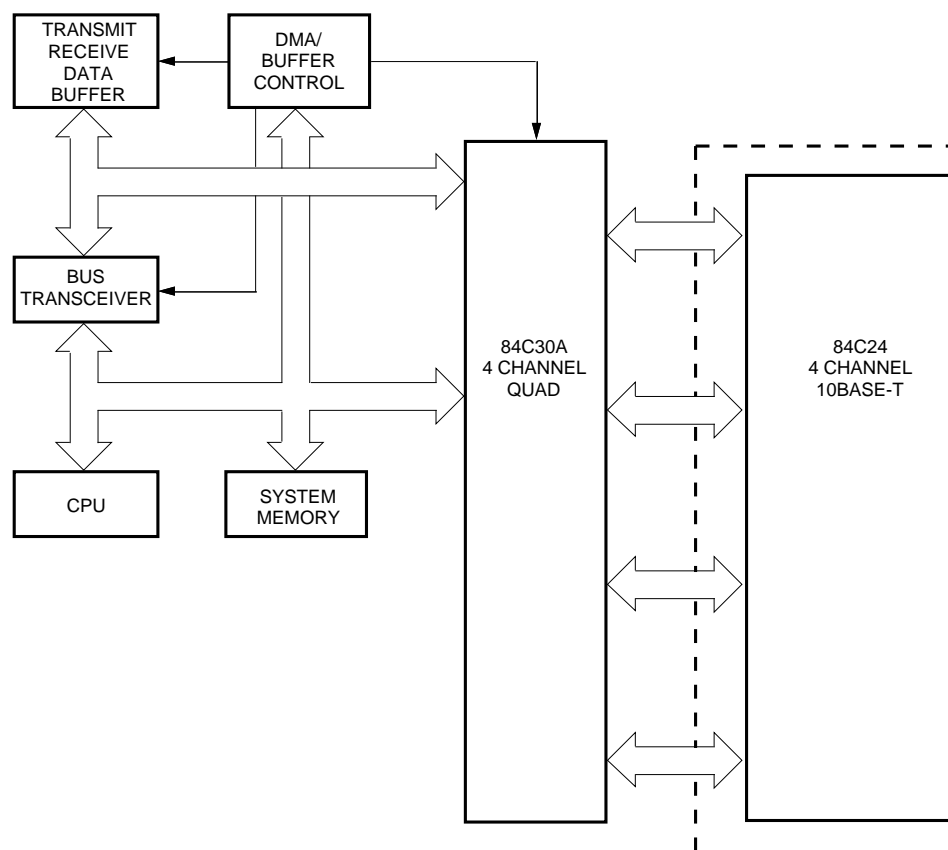 TRANSMIT
RECEIVE
DATA
BUFFER
DMA/
BUFFER
CONTROL
BUS
TRANSCEIVER
84C30A
4 CHANNEL
QUAD
84C24
4 CHANNEL
10BASE-T
CPU
SYSTEM
MEMORY